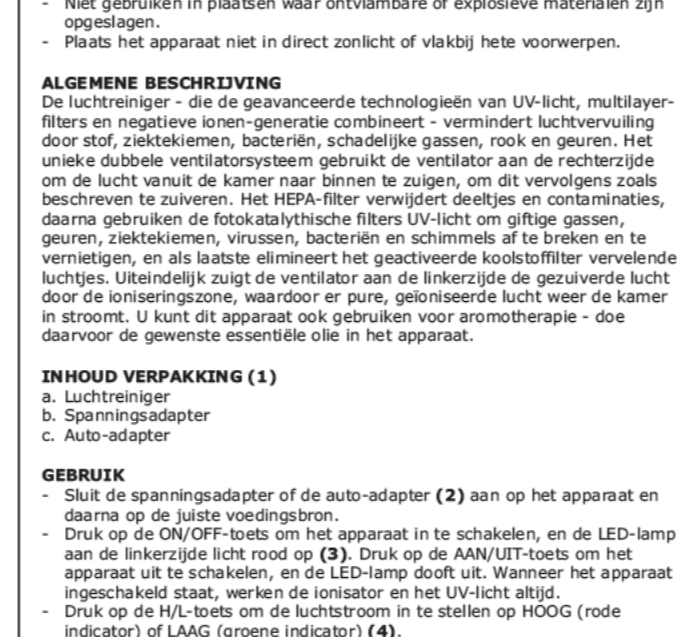 - Niet gebruiken in plaatsen waar ontvlambare of explosieve materialen zijn
opgeslagen.
- Plaats het apparaat niet in direct zonlicht of vlakbij hete voorwerpen.
ALGEMENE BESCHRIJVING
De luchtreiniger - die de geavanceerde technologieën van UV-licht, multilayer-
filters en negatieve ionen-generatie combineert - vermindert luchtvervuiling
door stof, ziektekiemen, bacteriën, schadelijke gassen, rook en geuren. Het
unieke dubbele ventilatorsysteem gebruikt de ventilator aan de rechterzijde
om de lucht vanuit de kamer naar binnen te zuigen, om dit vervolgens zoals
beschreven te zuiveren. Het HEPA-filter verwijdert deeltjes en contaminaties,
daarna gebruiken de fotokatalythische filters UV-licht om giftige gassen,
geuren, ziektekiemen, virussen, bacteriën en schimmels af te breken en te
vernietigen, en als laatste elimineert het geactiveerde koolstoffilter vervelende
luchtjes. Uiteindelijk zuigt de ventilator aan de linkerzijde de gezuiverde lucht
door de ioniseringszone, waardoor er pure, geïoniseerde lucht weer de kamer
in stroomt. U kunt dit apparaat ook gebruiken voor aromotherapie - doe
daarvoor de gewenste essentiële olie in het apparaat.
INHOUD VERPAKKING (1)
a. Luchtreiniger
b. Spanningsadapter
c. Auto-adapter
GEBRUIK
- Sluit de spanningsadapter of de auto-adapter (2) aan op het apparaat en
daarna op de juiste voedingsbron.
- Druk op de ON/OFF-toets om het apparaat in te schakelen, en de LED-lamp
aan de linkerzijde licht rood op (3). Druk op de AAN/UIT-toets om het
apparaat uit te schakelen, en de LED-lamp dooft uit. Wanneer het apparaat
ingeschakeld staat, werken de ionisator en het UV-licht altijd.
- Druk op de H/L-toets om de luchtstroom in te stellen op HOOG (rode
indicator) of LAAG (groene indicator) (4).